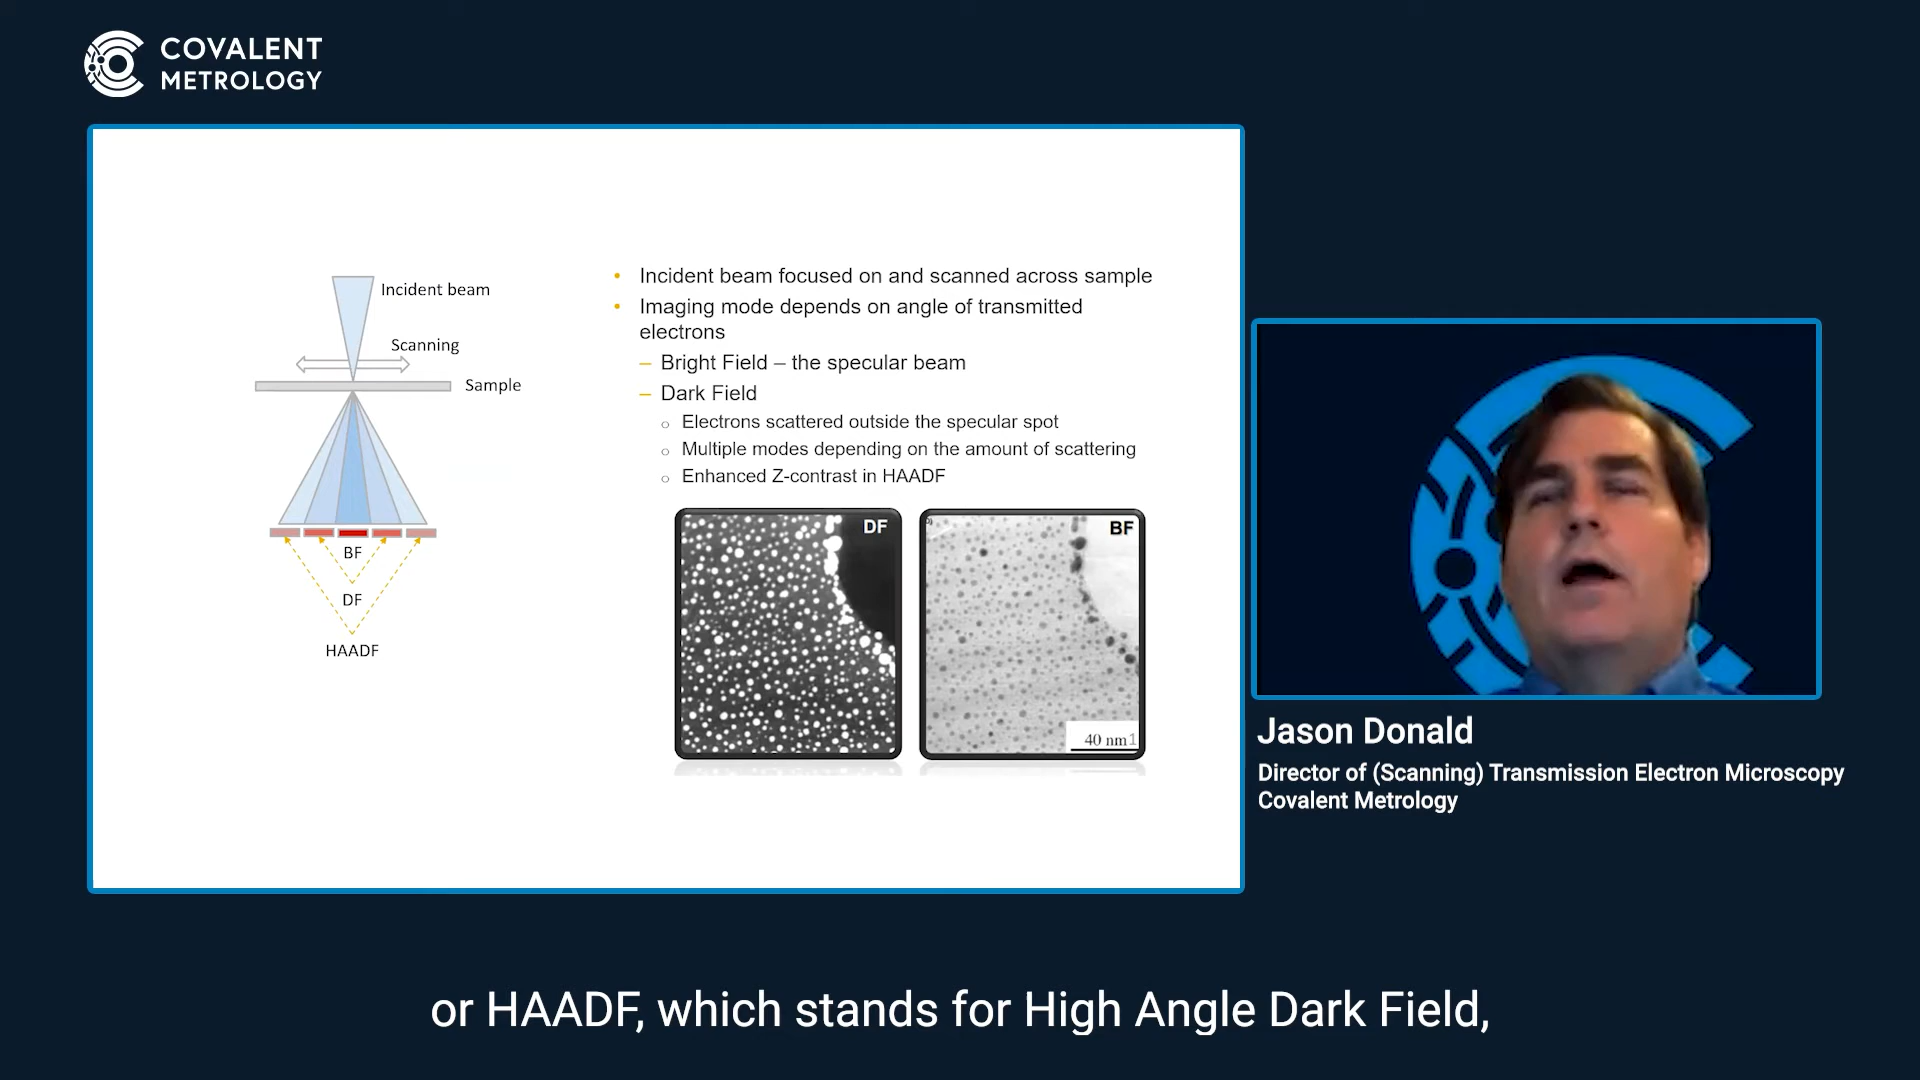 COVALENT
METROLOGY
Incident beam
Scanning
Sample
BF
DF
HAADF
• Incident beam focused on and scanned across sample
• Imaging mode depends on angle of transmitted
electrons
– Bright Field – the specular beam
– Dark Field
○ Electrons scattered outside the specular spot
○ Multiple modes depending on the amount of scattering
○ Enhanced Z-contrast in HAADF
DF
BF
40 nm1
Jason Donald
Director of (Scanning) Transmission Electron Microscopy
Covalent Metrology
or HAADF, which stands for High Angle Dark Field,